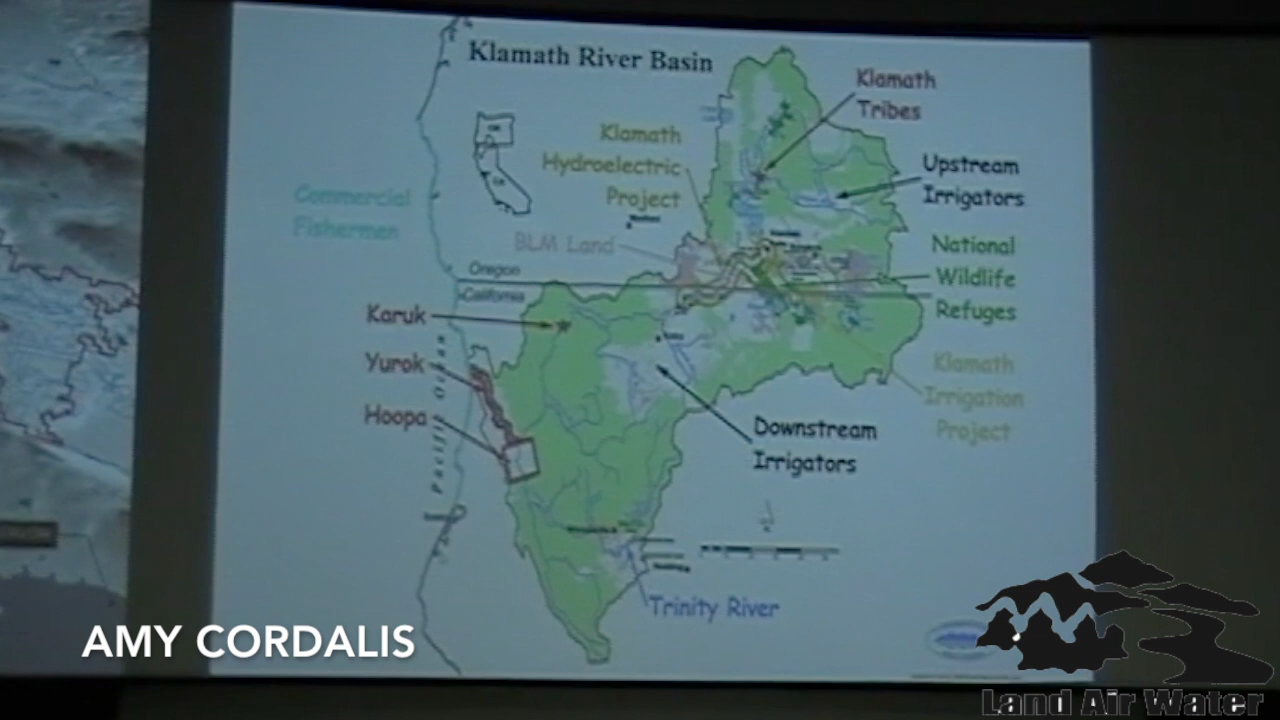 Klamath River Basin
Klamath
Tribes
Klamath
Hydroelectric
Project
Upstream
Irrigators
Commercial
Fishermen
BLM Land
National
Wildlife
Refuges
Oregon
California
Karuk
Yurok
Hoopa
Pacific Ocean
Klamath
Irrigation
Project
Downstream
Irrigators
Trinity River
AMY CORDALIS
Land Air Water